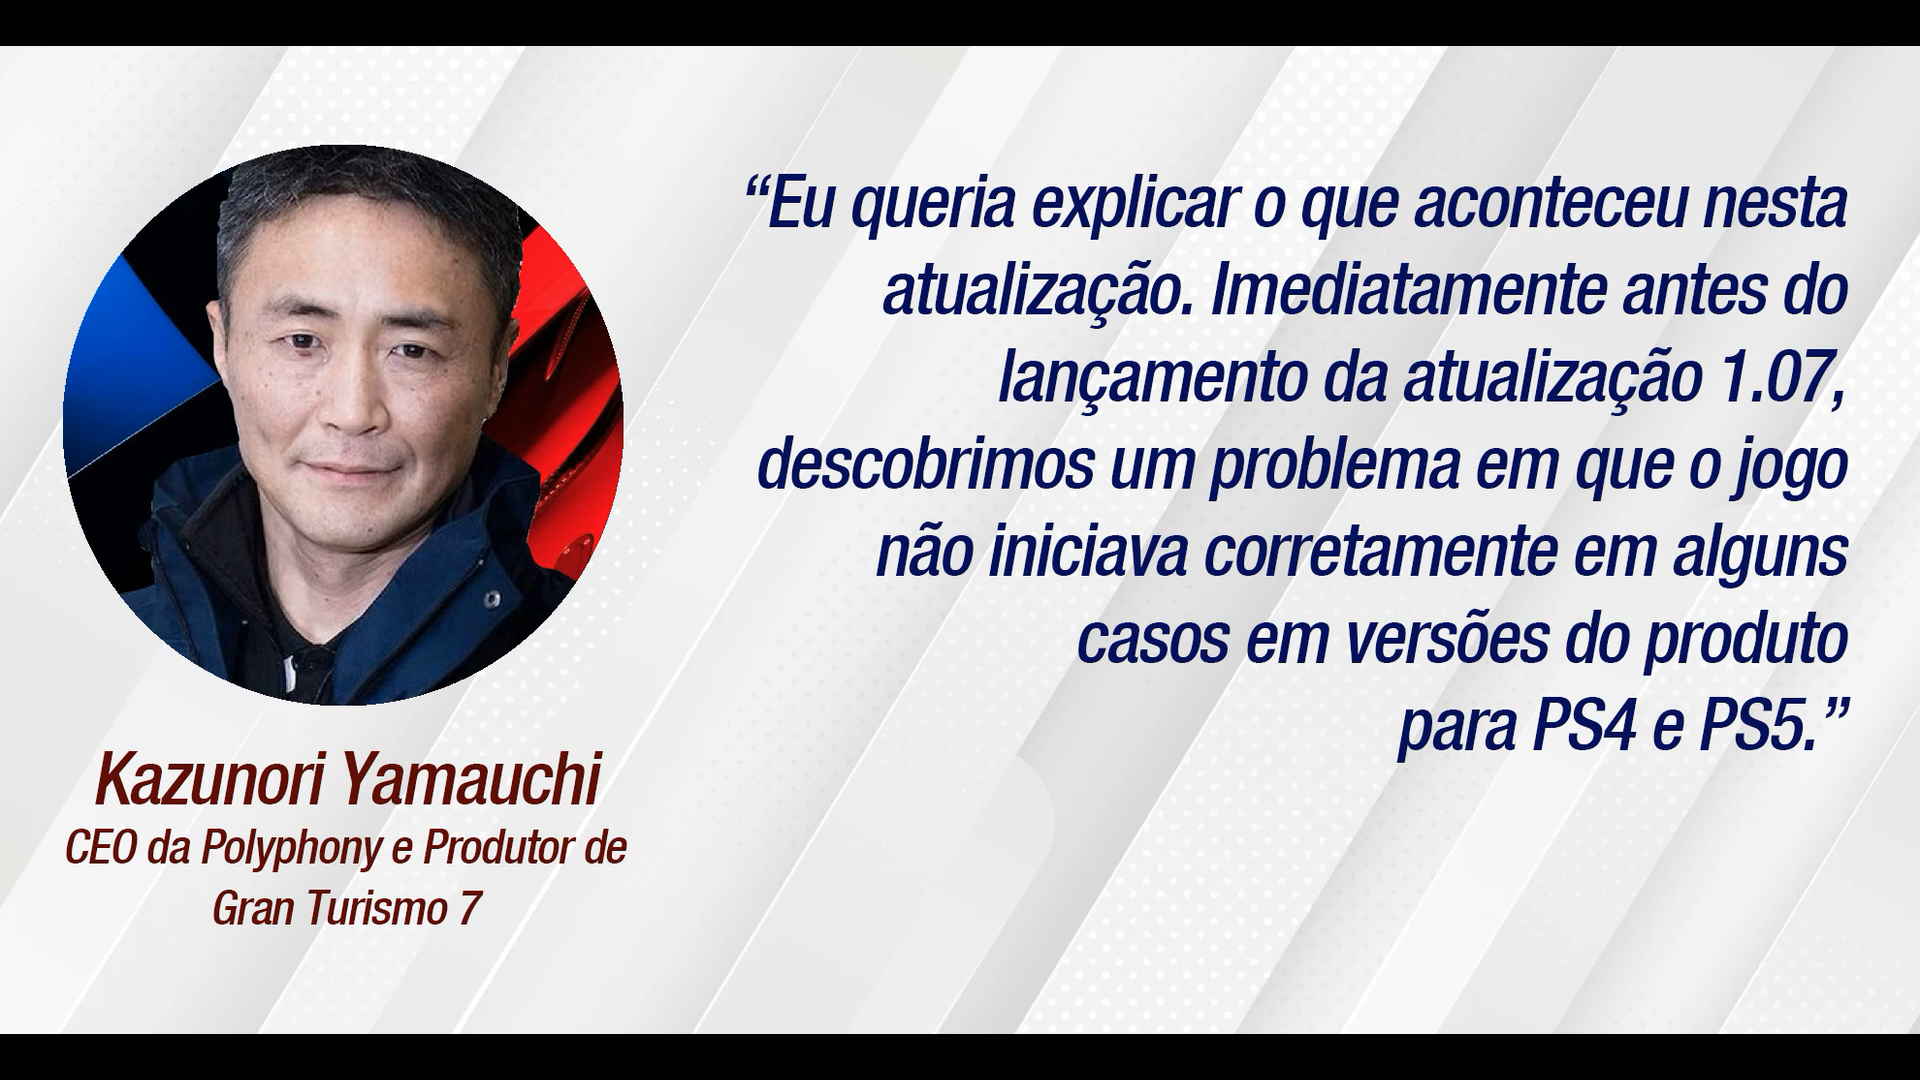 “Eu queria explicar o que aconteceu nesta
atualização. Imediatamente antes do
lançamento da atualização 1.07,
descobrimos um problema em que o jogo
não iniciava corretamente em alguns
casos em versões do produto
para PS4 e PS5.”
Kazunori Yamauchi
CEO da Polyphony e Produtor de
Gran Turismo 7